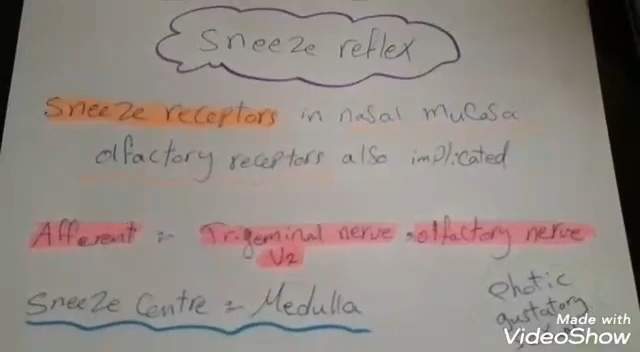 Sneeze reflex
Sneeze receptors in nasal mucosa
olfactory receptors also implicated
Afferent :- Trigeminal nerve, olfactory nerve
V2
Sneeze Centre :- Medulla
photic
gustatory
Made with
VideoShow